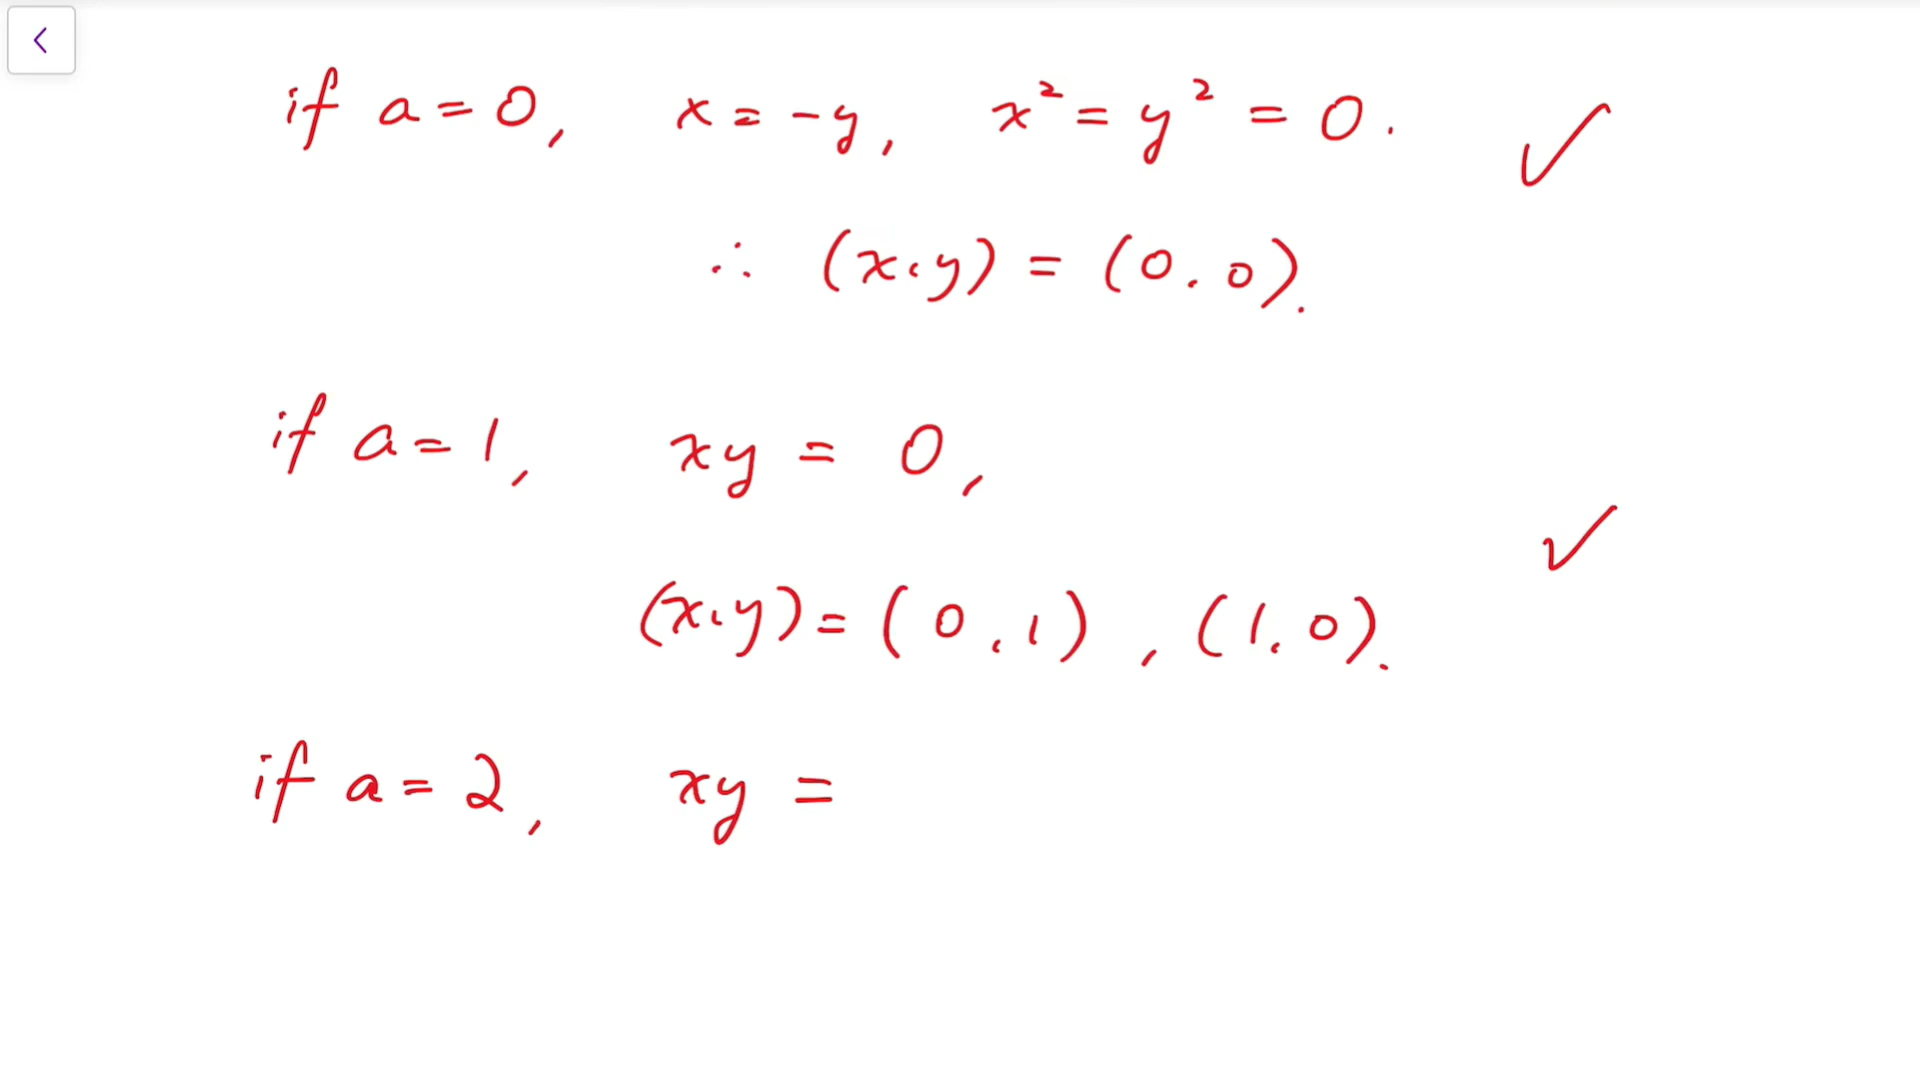 if a = 0, x = -y, x² = y² = 0.
∴ (x, y) = (0, 0).
if a = 1, xy = 0,
(x, y) = (0, 1), (1, 0).
if a = 2, xy =